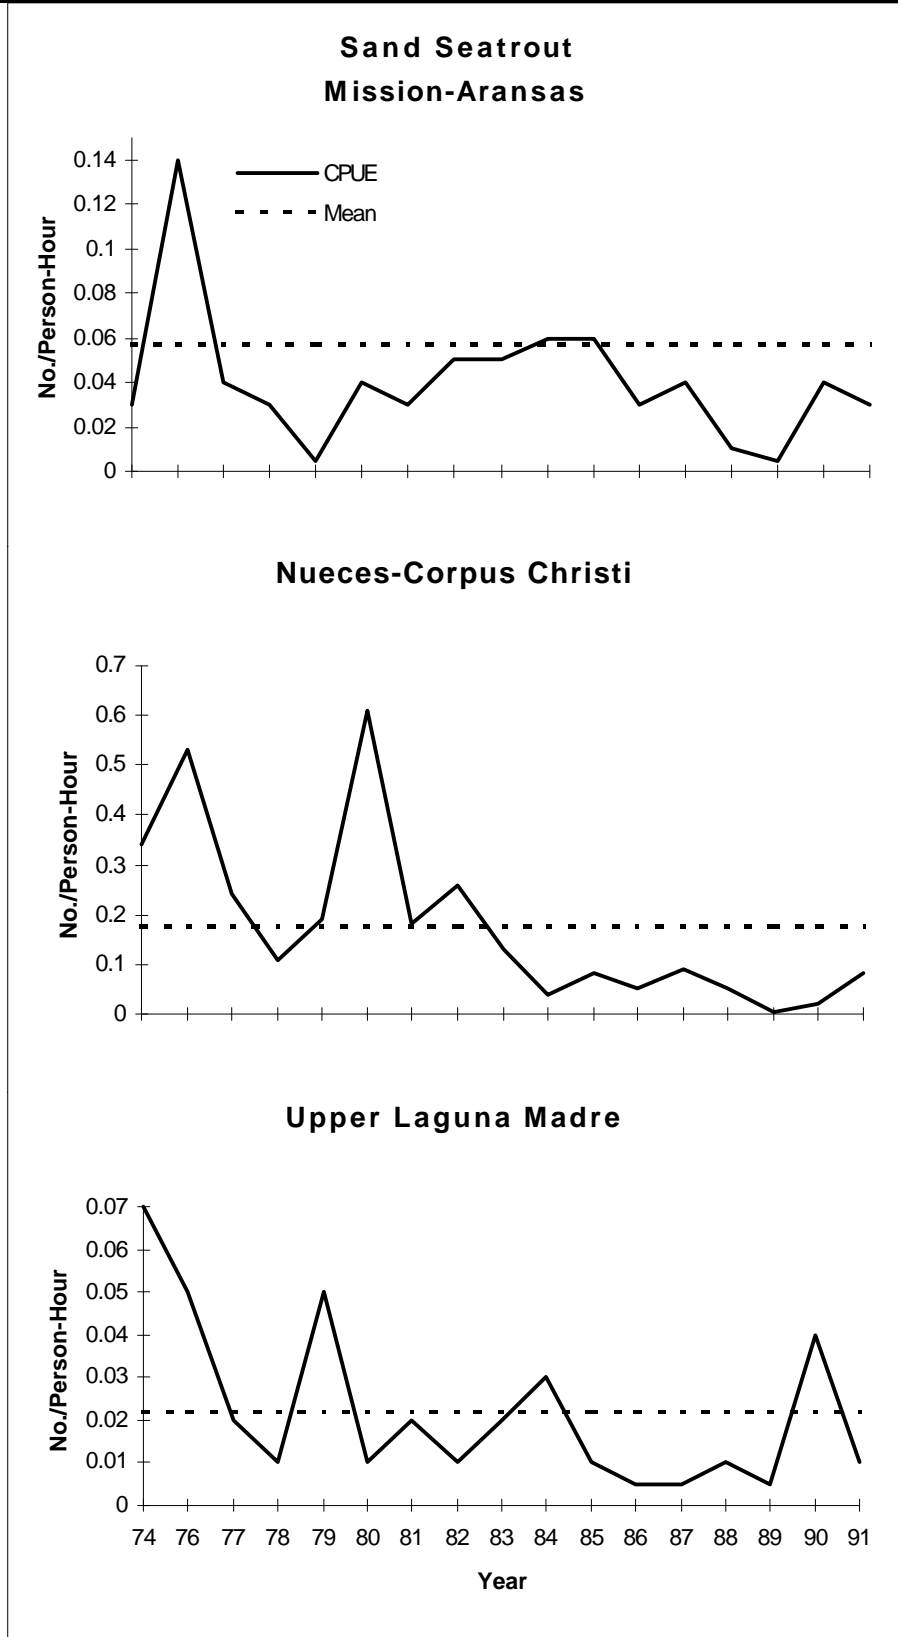 Sand Seatrout
Mission-Aransas
No./Person-Hour
0.14
0.12
0.1
0.08
0.06
0.04
0.02
0
CPUE
Mean
Nueces-Corpus Christi
No./Person-Hour
0.7
0.6
0.5
0.4
0.3
0.2
0.1
0
Upper Laguna Madre
No./Person-Hour
0.07
0.06
0.05
0.04
0.03
0.02
0.01
0
74 76 77 78 79 80 81 82 83 84 85 86 87 88 89 90 91
Year